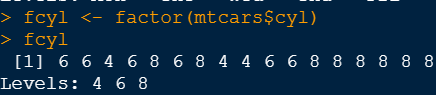 > fcyl <- factor(mtcars$cyl)
> fcyl
[1] 6 6 4 6 8 6 8 4 4 6 6 8 8 8 8 8 8
Levels: 4 6 8